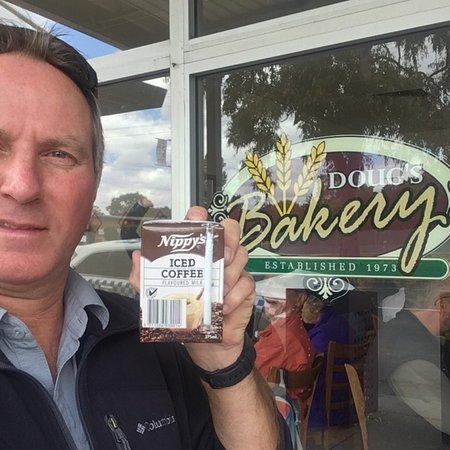 DOUG'S
Bakery
ESTABLISHED 1973
Nippy's
ICED
COFFEE
FLAVOURED MILK
Columbia